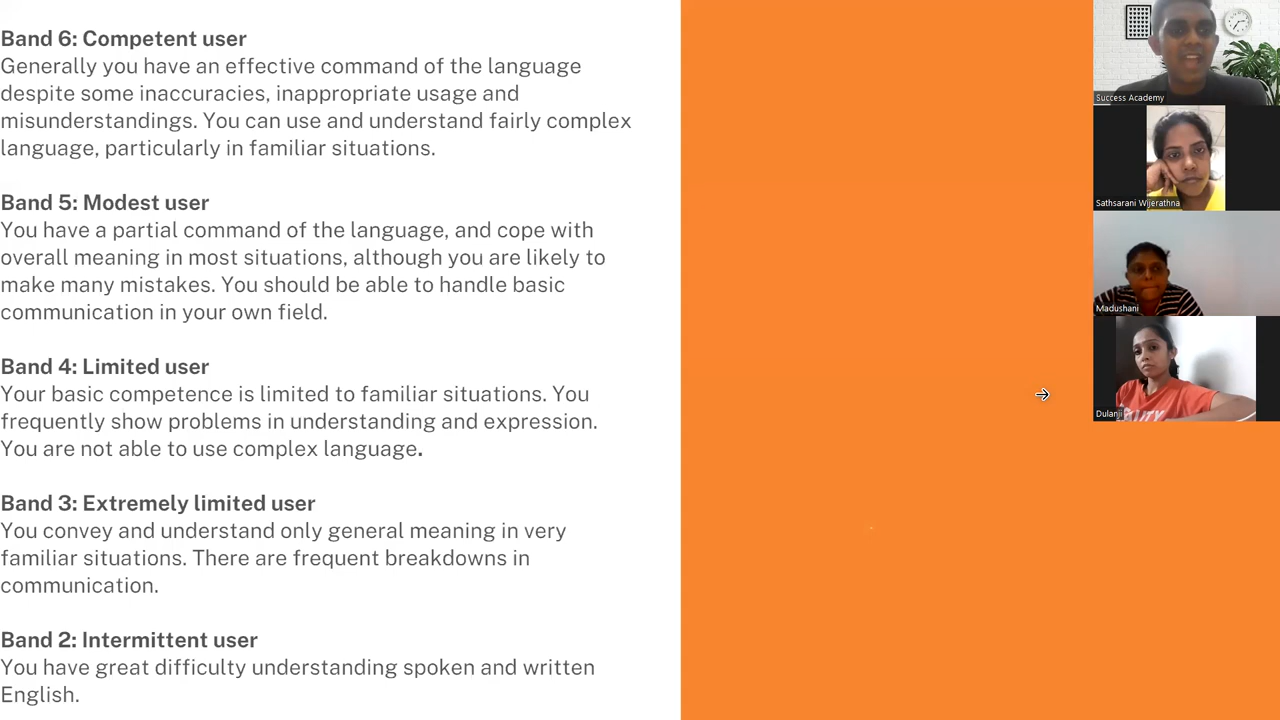 Band 6: Competent user
Generally you have an effective command of the language
despite some inaccuracies, inappropriate usage and
misunderstandings. You can use and understand fairly complex
language, particularly in familiar situations.
Band 5: Modest user
You have a partial command of the language, and cope with
overall meaning in most situations, although you are likely to
make many mistakes. You should be able to handle basic
communication in your own field.
Band 4: Limited user
Your basic competence is limited to familiar situations. You
frequently show problems in understanding and expression.
You are not able to use complex language.
Band 3: Extremely limited user
You convey and understand only general meaning in very
familiar situations. There are frequent breakdowns in
communication.
Band 2: Intermittent user
You have great difficulty understanding spoken and written
English.
Success Academy
Sathsarani Wijerathna
Madushani
Dulanji